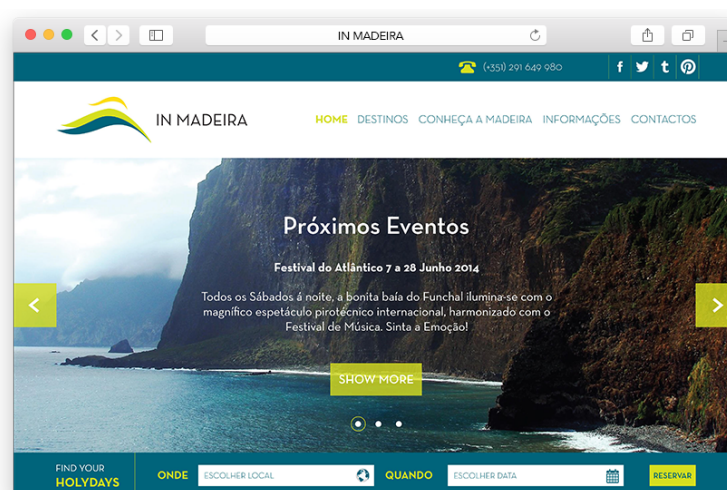 IN MADEIRA
(+351) 291 649 980
IN MADEIRA
HOME DESTINOS CONHEÇA A MADEIRA INFORMAÇÕES CONTACTOS
Próximos Eventos
Festival do Atlântico 7 a 28 Junho 2014
Todos os Sábados á noite, a bonita baía do Funchal ilumina-se com o
magnífico espetáculo pirotécnico internacional, harmonizado com o
Festival de Música. Sinta a Emoção!
SHOW MORE
FIND YOUR
HOLYDAYS
ONDE ESCOLHER LOCAL QUANDO ESCOLHER DATA RESERVAR